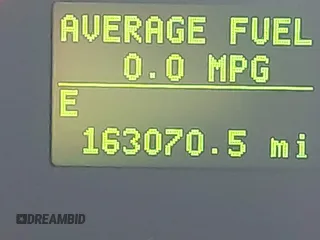 AVERAGE FUEL
0.0 MPG
E
163070.5 mi
DREAMBID